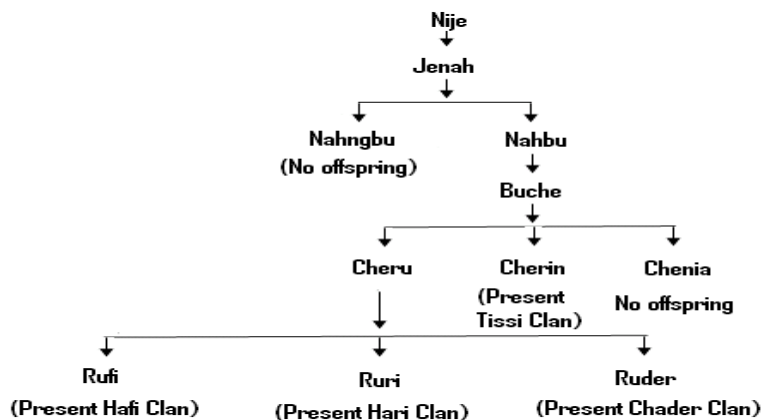 Nije
Jenah
Nahngbu
Nahbu
(No offspring)
Buche
Cheru
Cherin
Chenia
(Present
Tissi Clan)
No offspring
Rufi
Ruri
Ruder
(Present Hafi Clan)
(Present Hari Clan)
(Present Chader Clan)